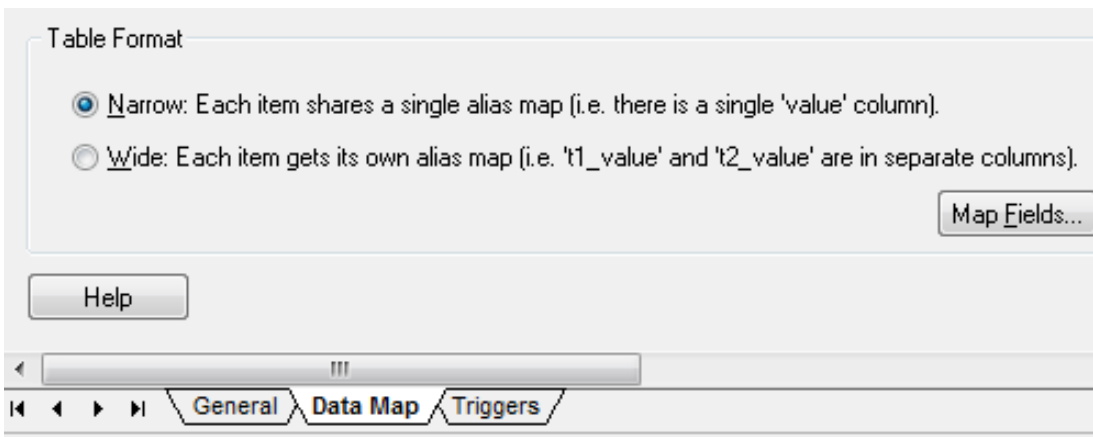 Table Format
Narrow: Each item shares a single alias map (i.e. there is a single 'value' column).
Wide: Each item gets its own alias map (i.e. 't1_value' and 't2_value' are in separate columns).
Map Fields...
Help
General Data Map Triggers